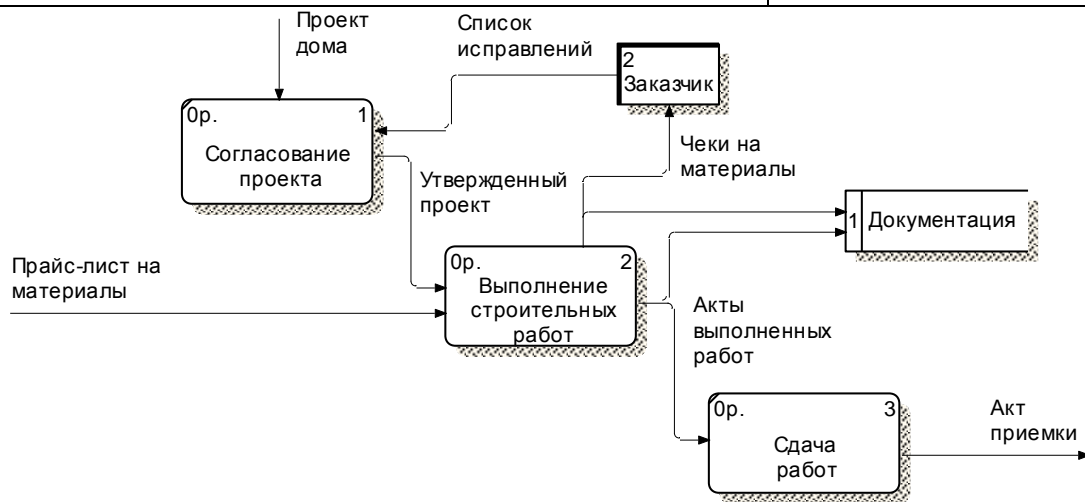 Проект
дома
Список
исправлений
2
Заказчик
0р. 1
Согласование
проекта
Чеки на
материалы
Утвержденный
проект
1 Документация
Прайс-лист на
материалы
0р. 2
Выполнение
строительных
работ
Акты
выполненных
работ
0р. 3
Сдача
работ
Акт
приемки